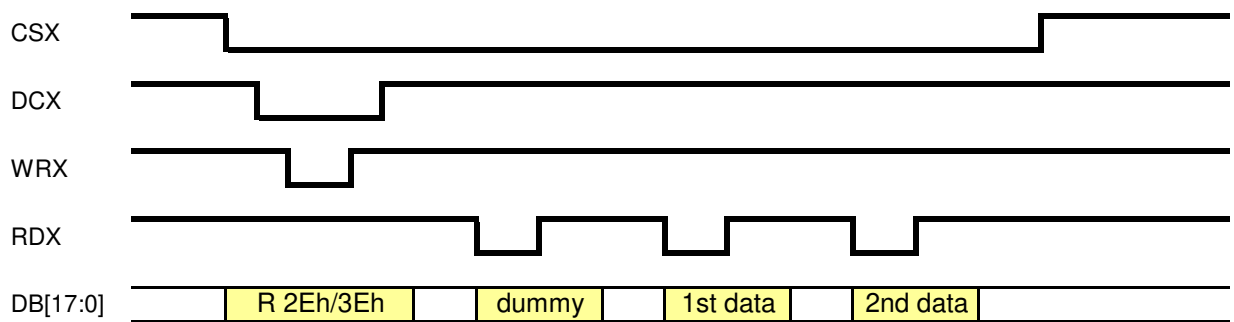 CSX
DCX
WRX
RDX
DB[17:0] R 2Eh/3Eh dummy 1st data 2nd data